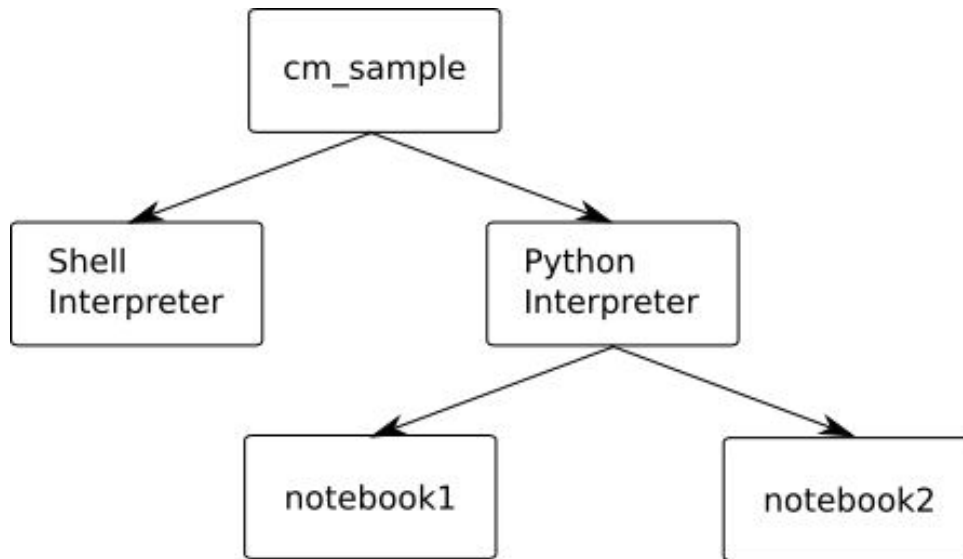 cm_sample
Shell
Interpreter
Python
Interpreter
notebook1
notebook2